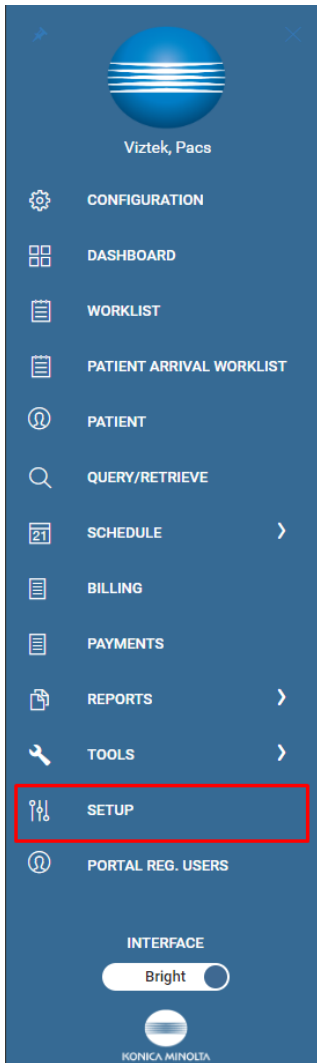 Viztek, Pacs
CONFIGURATION
DASHBOARD
WORKLIST
PATIENT ARRIVAL WORKLIST
PATIENT
QUERY/RETRIEVE
21 SCHEDULE
BILLING
PAYMENTS
REPORTS
TOOLS
SETUP
PORTAL REG. USERS
INTERFACE
Bright
KONICA MINOLTA